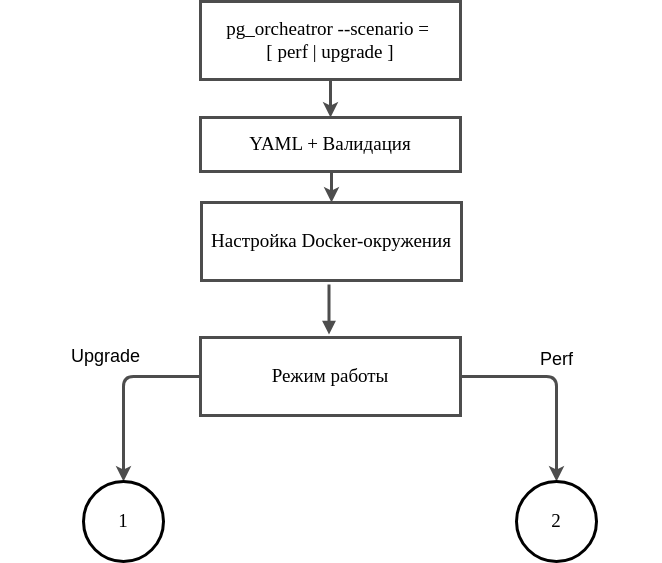 pg_orcheatror --scenario =
[ perf | upgrade ]
YAML + Валидация
Настройка Docker-окружения
Upgrade
Perf
Режим работы
1
2